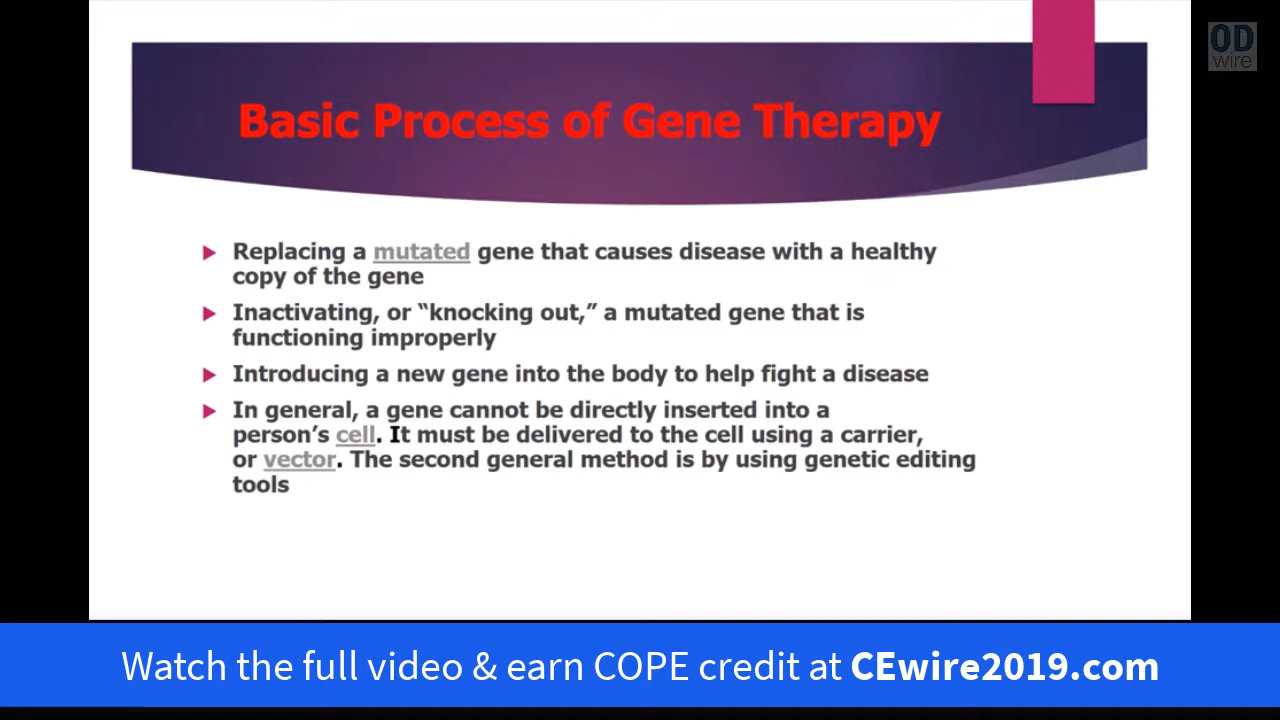 OD
wire
Basic Process of Gene Therapy
Replacing a mutated gene that causes disease with a healthy
copy of the gene
Inactivating, or “knocking out,” a mutated gene that is
functioning improperly
Introducing a new gene into the body to help fight a disease
In general, a gene cannot be directly inserted into a
person’s cell. It must be delivered to the cell using a carrier,
or vector. The second general method is by using genetic editing
tools
Watch the full video & earn COPE credit at CEwire2019.com